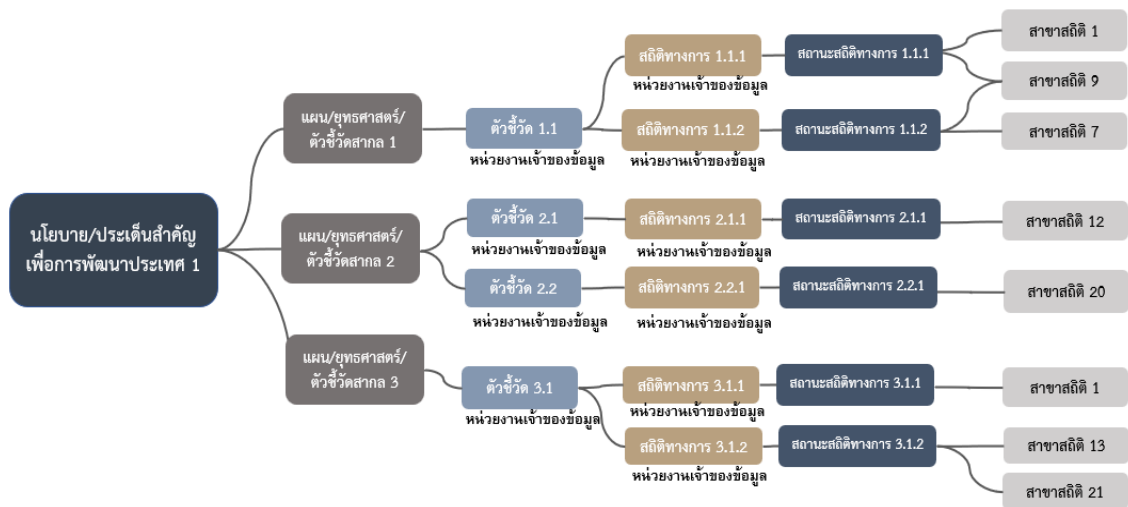 นโยบาย/ประเด็นสำคัญ
เพื่อการพัฒนาประเทศ 1
แผน/ยุทธศาสตร์/
ตัวชี้วัดสากล 1
ตัวชี้วัด 1.1
หน่วยงานเจ้าของข้อมูล
สถิติทางการ 1.1.1
หน่วยงานเจ้าของข้อมูล
สถานะสถิติทางการ 1.1.1
สาขาสถิติ 1
สาขาสถิติ 9
สถิติทางการ 1.1.2
หน่วยงานเจ้าของข้อมูล
สถานะสถิติทางการ 1.1.2
สาขาสถิติ 7
แผน/ยุทธศาสตร์/
ตัวชี้วัดสากล 2
ตัวชี้วัด 2.1
หน่วยงานเจ้าของข้อมูล
สถิติทางการ 2.1.1
หน่วยงานเจ้าของข้อมูล
สถานะสถิติทางการ 2.1.1
สาขาสถิติ 12
ตัวชี้วัด 2.2
หน่วยงานเจ้าของข้อมูล
สถิติทางการ 2.2.1
หน่วยงานเจ้าของข้อมูล
สถานะสถิติทางการ 2.2.1
สาขาสถิติ 20
แผน/ยุทธศาสตร์/
ตัวชี้วัดสากล 3
ตัวชี้วัด 3.1
หน่วยงานเจ้าของข้อมูล
สถิติทางการ 3.1.1
หน่วยงานเจ้าของข้อมูล
สถานะสถิติทางการ 3.1.1
สาขาสถิติ 1
สถิติทางการ 3.1.2
หน่วยงานเจ้าของข้อมูล
สถานะสถิติทางการ 3.1.2
สาขาสถิติ 13
สาขาสถิติ 21